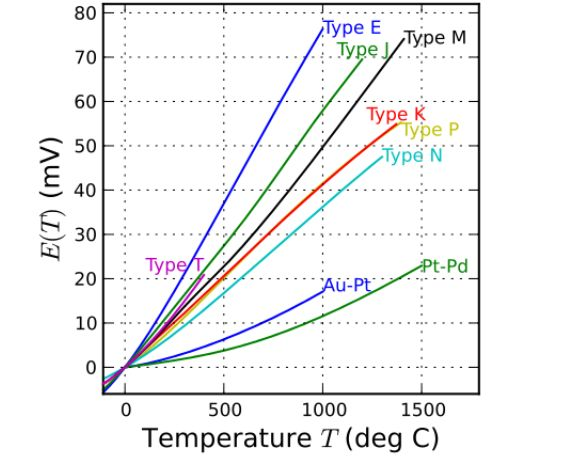 80
70
60
50
40
30
20
10
0
E(T) (mV)
Type E
Type J
Type M
Type K
Type P
Type N
Type T
Au-Pt
Pt-Pd
0 500 1000 1500
Temperature T (deg C)